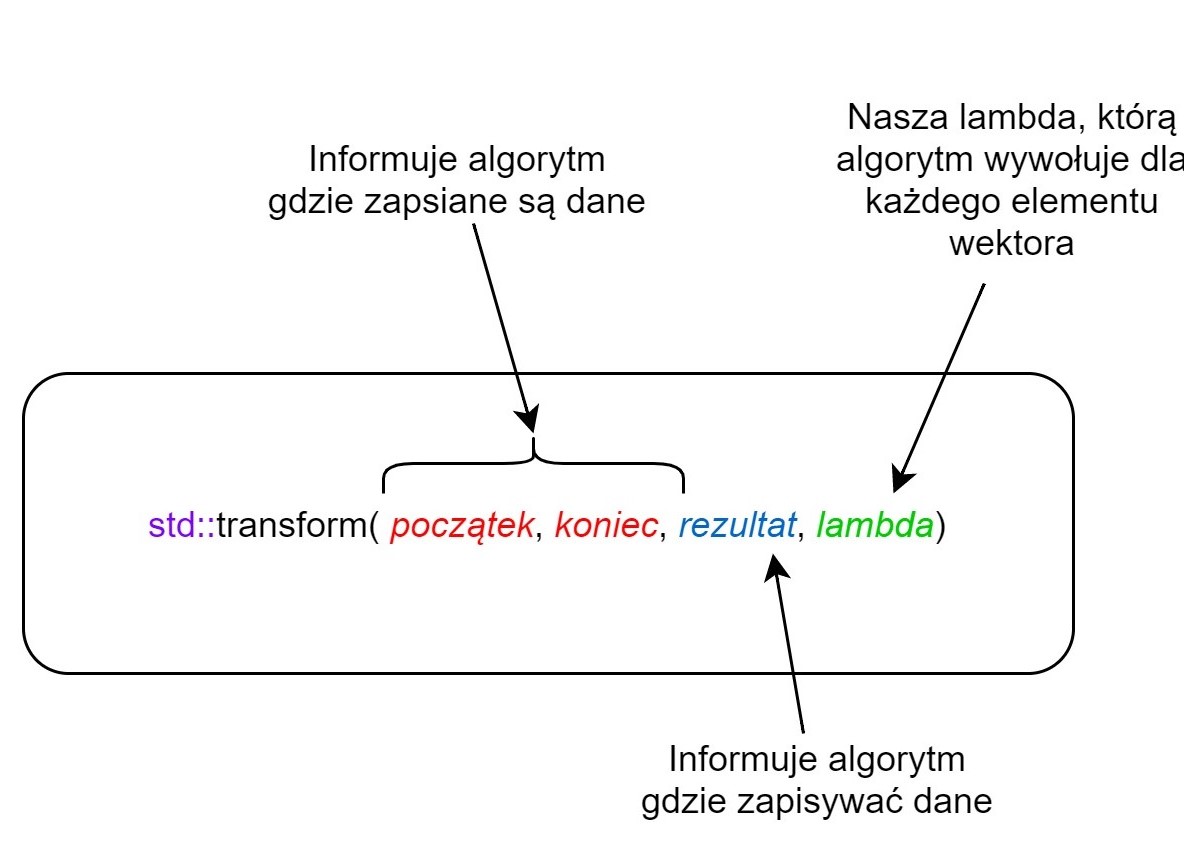 Nasza lambda, którą
algorytm wywołuje dla
każdego elementu
wektora
Informuje algorytm
gdzie zapsiane są dane
std::transform( początek, koniec, rezultat, lambda)
Informuje algorytm
gdzie zapisywać dane